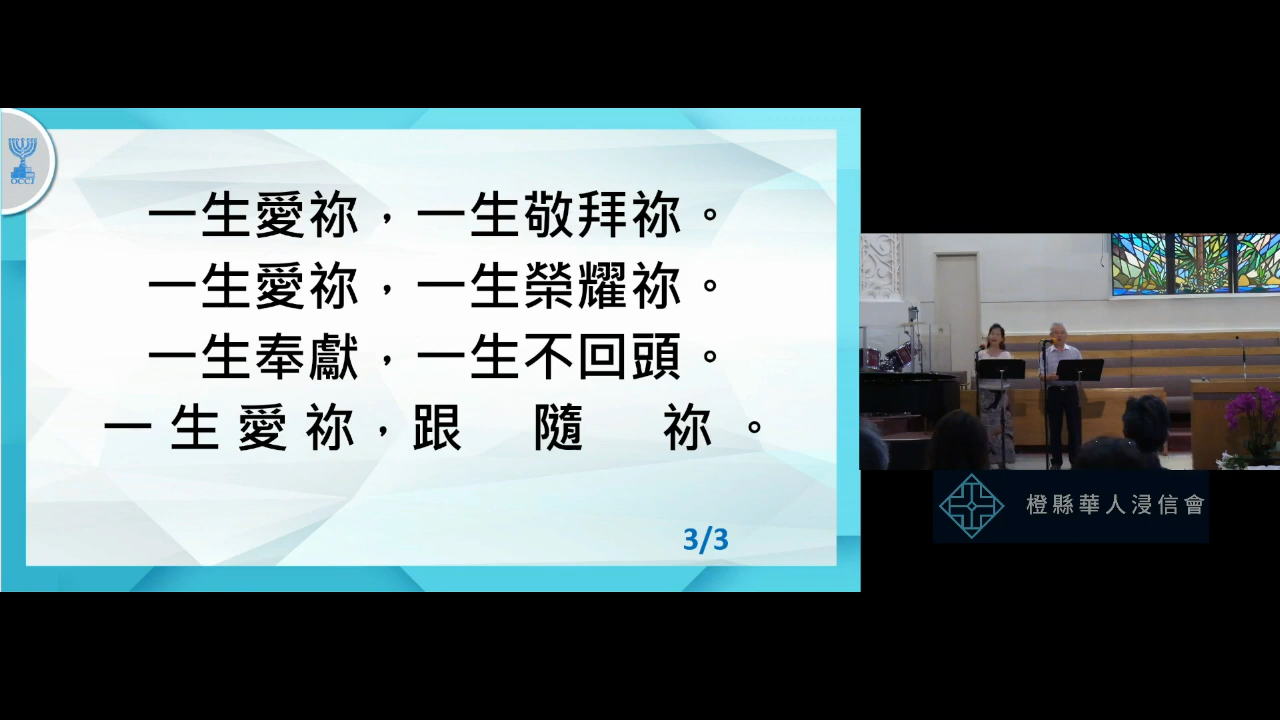 一生愛祢，一生敬拜祢。
一生愛祢，一生榮耀祢。
一生奉獻，一生不回頭。
一生愛祢，跟 隨 祢。
3/3
橙縣華人浸信會